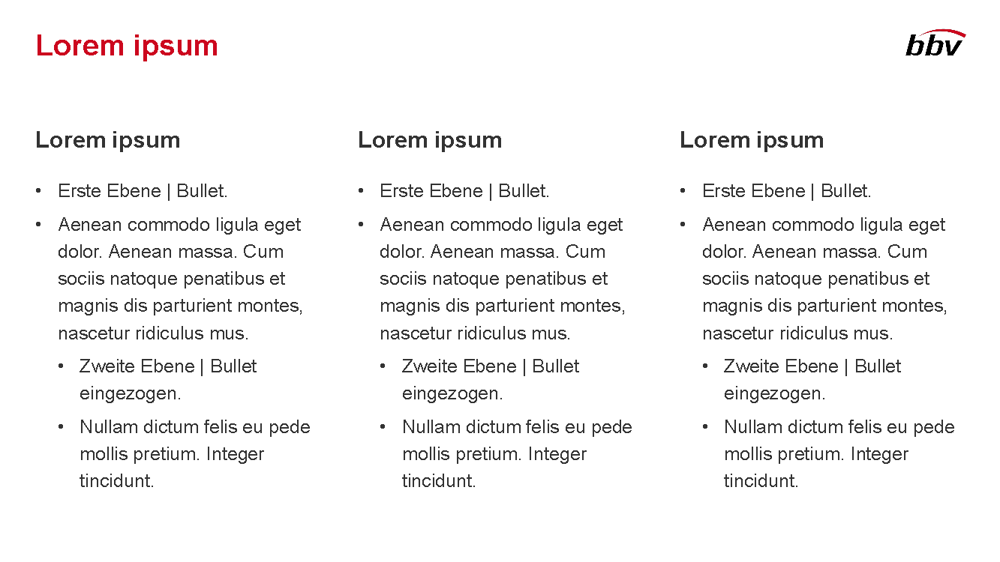 Lorem ipsum
bbv
Lorem ipsum
• Erste Ebene | Bullet.
• Aenean commodo ligula eget
dolor. Aenean massa. Cum
sociis natoque penatibus et
magnis dis parturient montes,
nascetur ridiculus mus.
• Zweite Ebene | Bullet
eingezogen.
• Nullam dictum felis eu pede
mollis pretium. Integer
tincidunt.
Lorem ipsum
• Erste Ebene | Bullet.
• Aenean commodo ligula eget
dolor. Aenean massa. Cum
sociis natoque penatibus et
magnis dis parturient montes,
nascetur ridiculus mus.
• Zweite Ebene | Bullet
eingezogen.
• Nullam dictum felis eu pede
mollis pretium. Integer
tincidunt.
Lorem ipsum
• Erste Ebene | Bullet.
• Aenean commodo ligula eget
dolor. Aenean massa. Cum
sociis natoque penatibus et
magnis dis parturient montes,
nascetur ridiculus mus.
• Zweite Ebene | Bullet
eingezogen.
• Nullam dictum felis eu pede
mollis pretium. Integer
tincidunt.